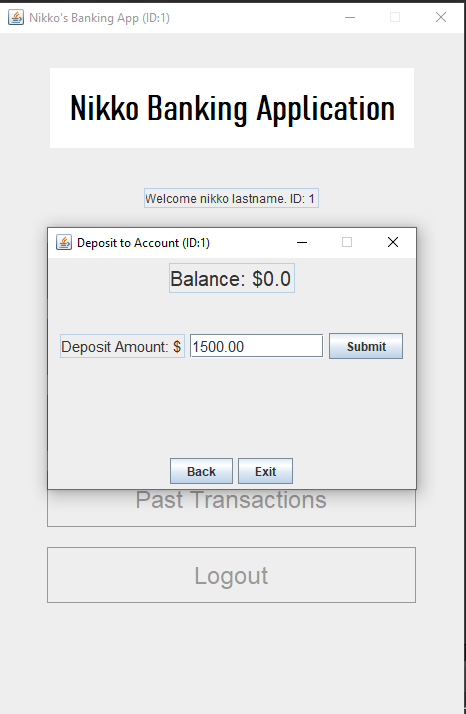 Nikko's Banking App (ID:1)
Nikko Banking Application
Welcome nikko lastname. ID: 1
Deposit to Account (ID:1)
Balance: $0.0
Deposit Amount: $ 1500.00 Submit
Back Exit
Past Transactions
Logout